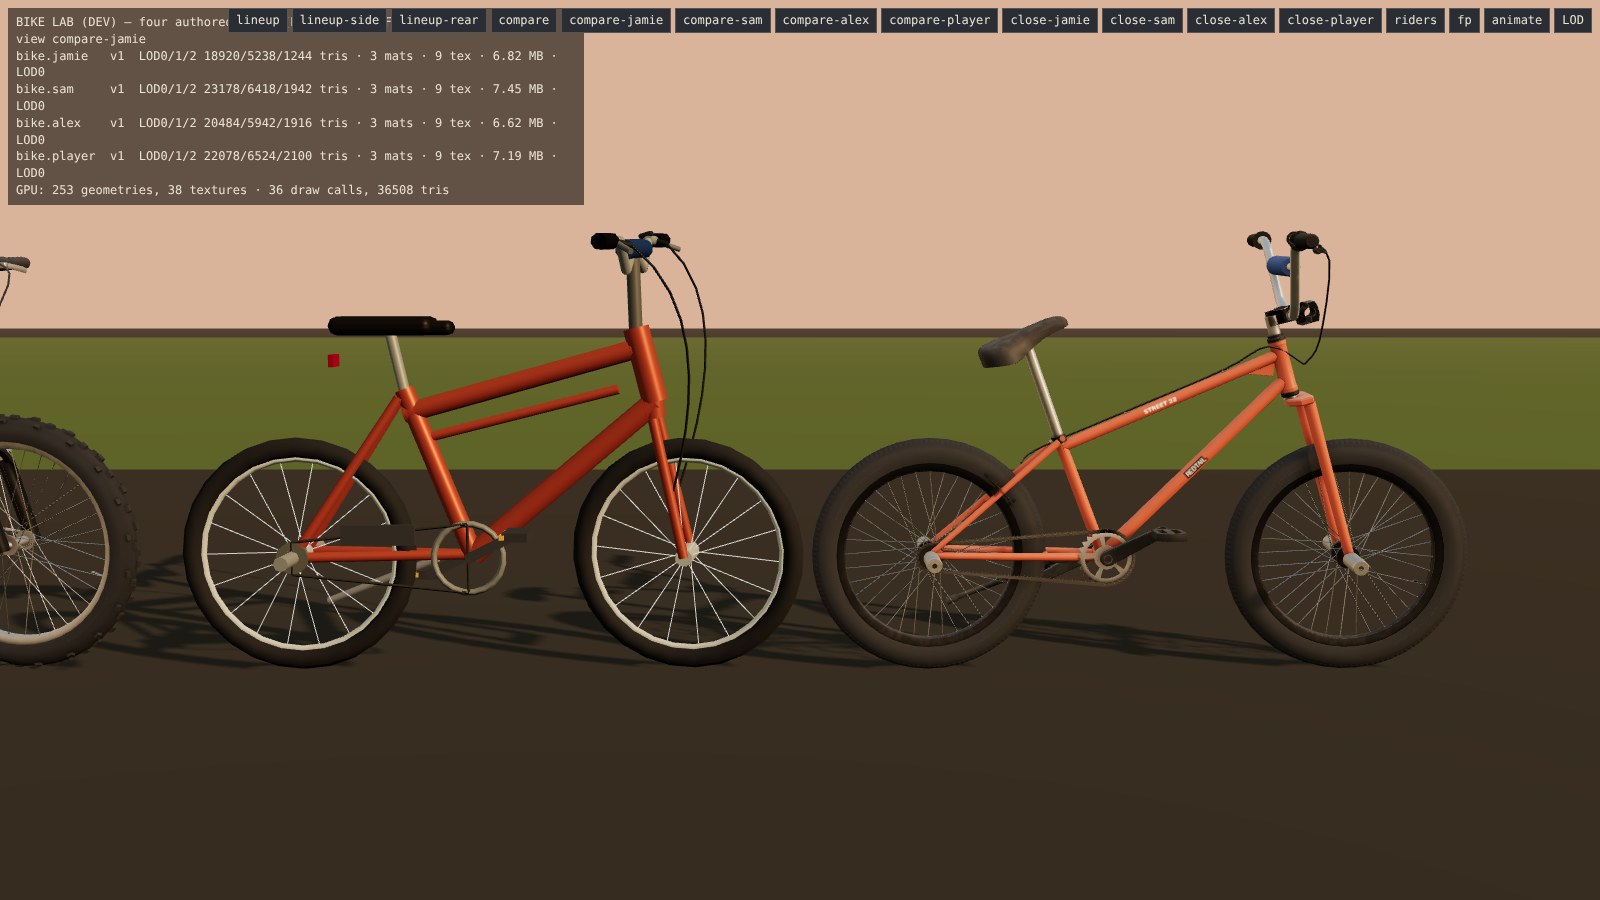 BIKE LAB (DEV) — four authored
lineup
lineup-side
lineup-rear
compare
compare-jamie
compare-sam
compare-alex
compare-player
close-jamie
close-sam
close-alex
close-player
riders
fp
animate
LOD
view compare-jamie
bike.jamie v1 LOD0/1/2 18920/5238/1244 tris · 3 mats · 9 tex · 6.82 MB ·
LOD0
bike.sam v1 LOD0/1/2 23178/6418/1942 tris · 3 mats · 9 tex · 7.45 MB ·
LOD0
bike.alex v1 LOD0/1/2 20484/5942/1916 tris · 3 mats · 9 tex · 6.62 MB ·
LOD0
bike.player v1 LOD0/1/2 22078/6524/2100 tris · 3 mats · 9 tex · 7.19 MB ·
LOD0
GPU: 253 geometries, 38 textures · 36 draw calls, 36508 tris
REDTAIL